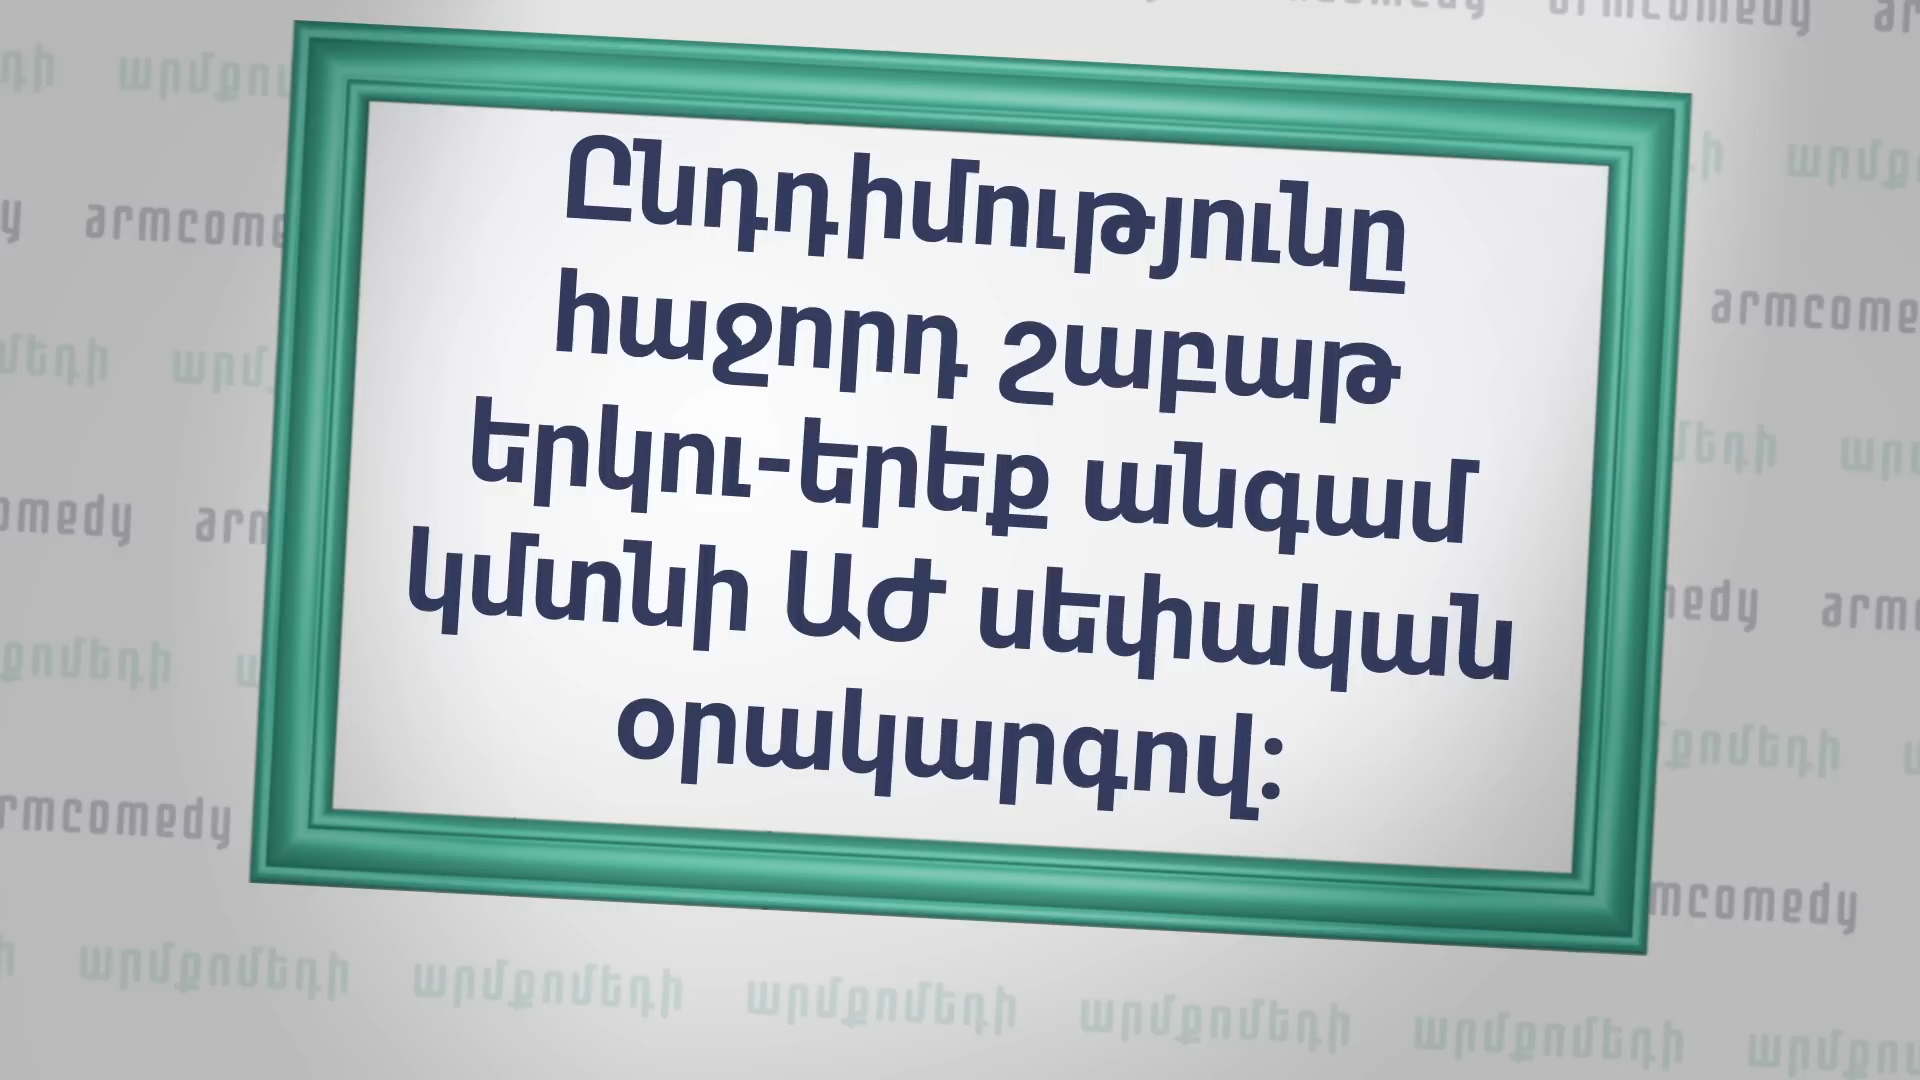 Ընդդիմությունը
հաջորդ շաբաթ
երկու-երեք անգամ
կմտնի ԱԺ սեփական
օրակարգով:
armcomedy
արմքոմեդի